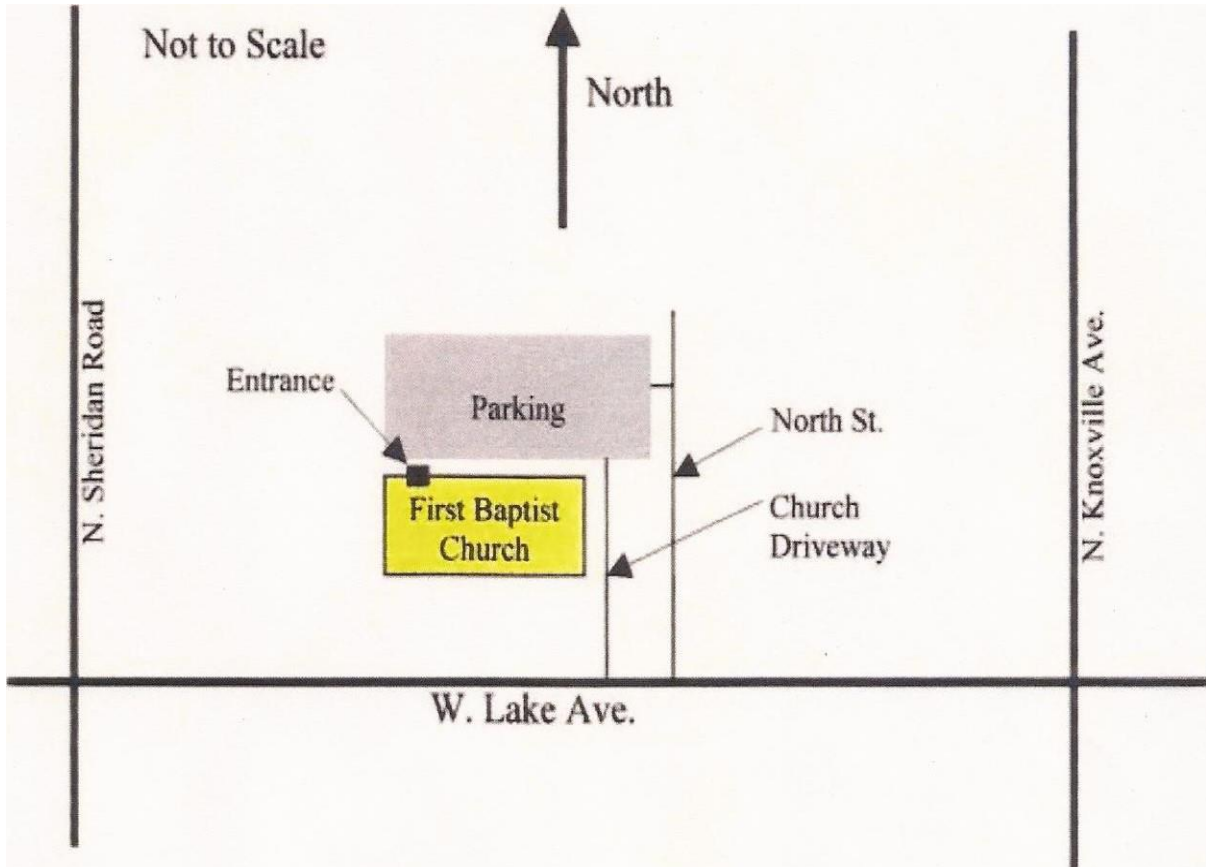 Not to Scale
North
N. Sheridan Road
Entrance
Parking
North St.
First Baptist
Church
Church
Driveway
N. Knoxville Ave.
W. Lake Ave.